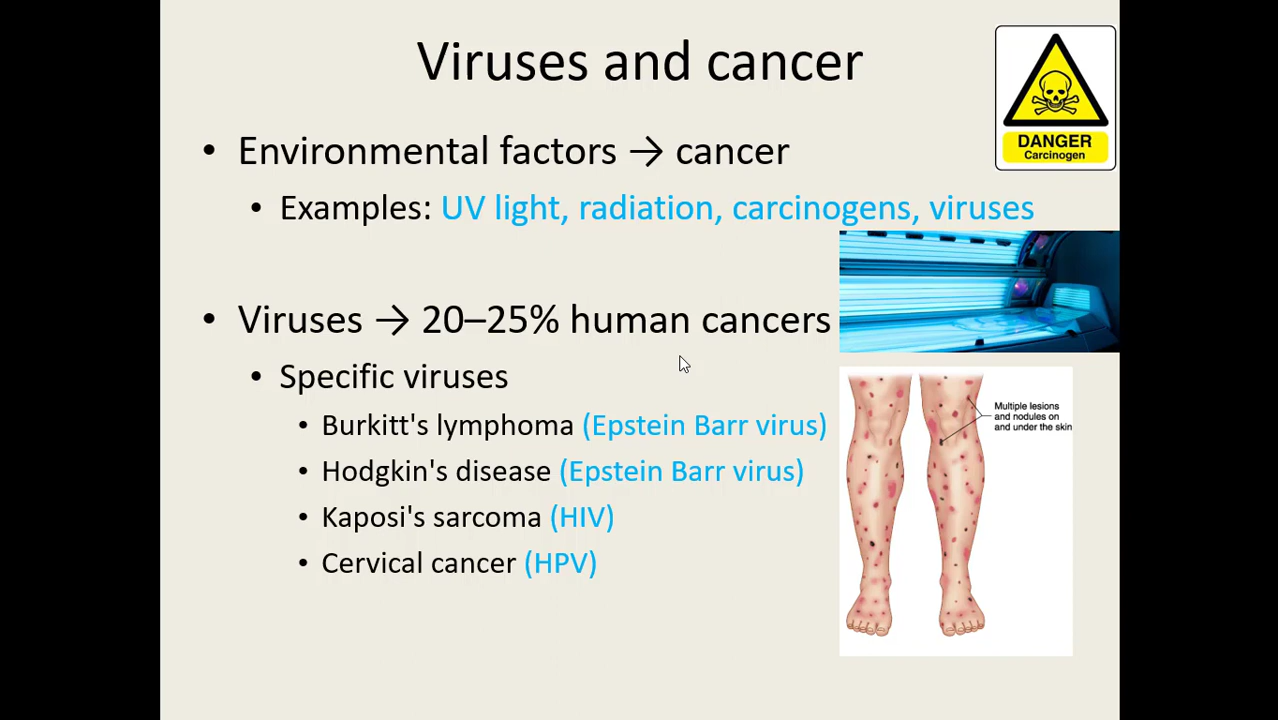 Viruses and cancer
DANGER
Carcinogen
• Environmental factors → cancer
• Examples: UV light, radiation, carcinogens, viruses
• Viruses → 20–25% human cancers
• Specific viruses
• Burkitt's lymphoma (Epstein Barr virus)
• Hodgkin's disease (Epstein Barr virus)
• Kaposi's sarcoma (HIV)
• Cervical cancer (HPV)
Multiple lesions
and nodules on
and under the skin